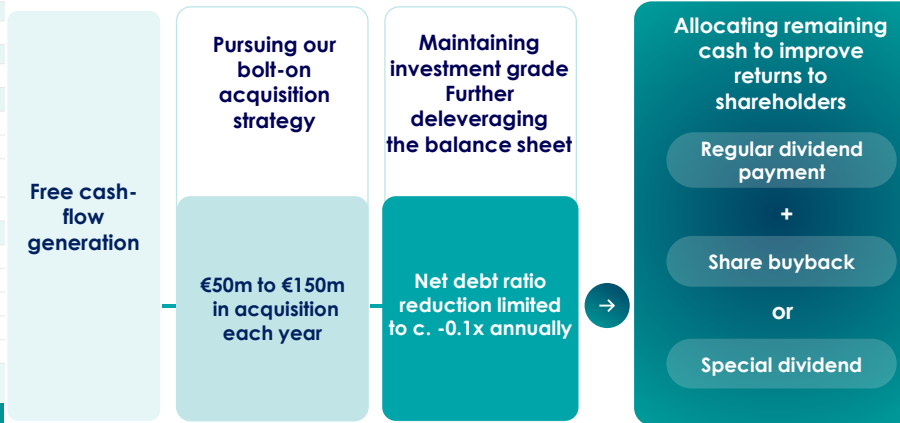 Free cash-
flow
generation
Pursuing our
bolt-on
acquisition
strategy
€50m to €150m
in acquisition
each year
Maintaining
investment grade
Further
deleveraging
the balance sheet
Net debt ratio
reduction limited
to c. -0.1x annually
Allocating remaining
cash to improve
returns to
shareholders
Regular dividend
payment
+
Share buyback
or
Special dividend